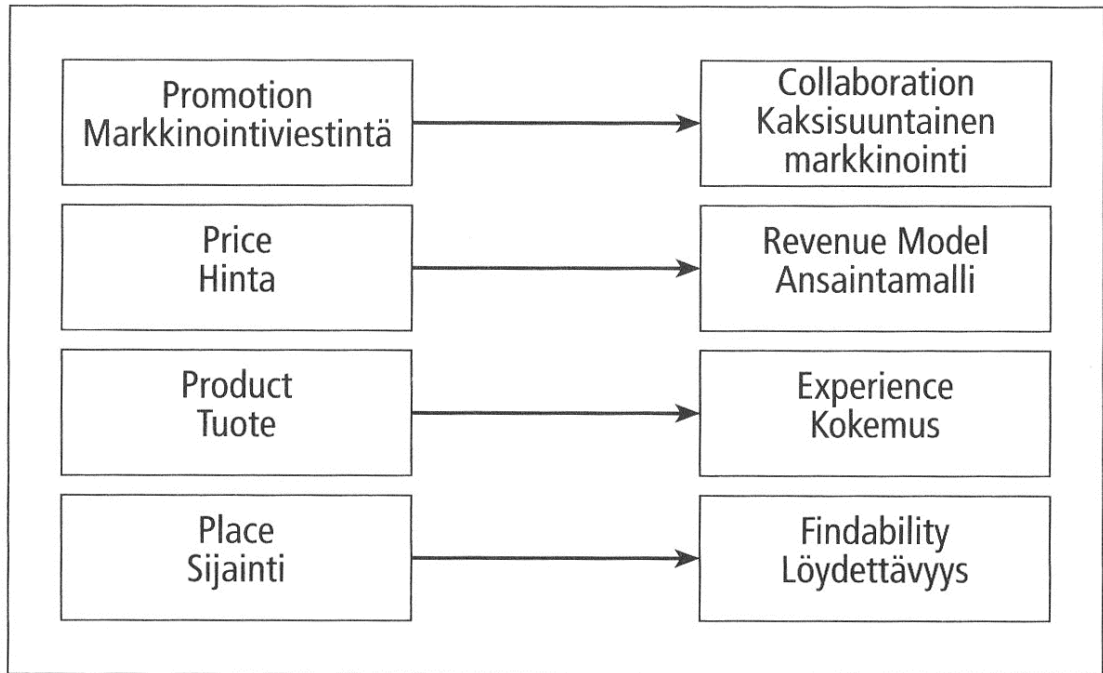 Promotion
Markkinointiviestintä
Collaboration
Kaksisuuntainen
markkinointi
Price
Hinta
Revenue Model
Ansaintamalli
Product
Tuote
Experience
Kokemus
Place
Sijainti
Findability
Löydettävyys